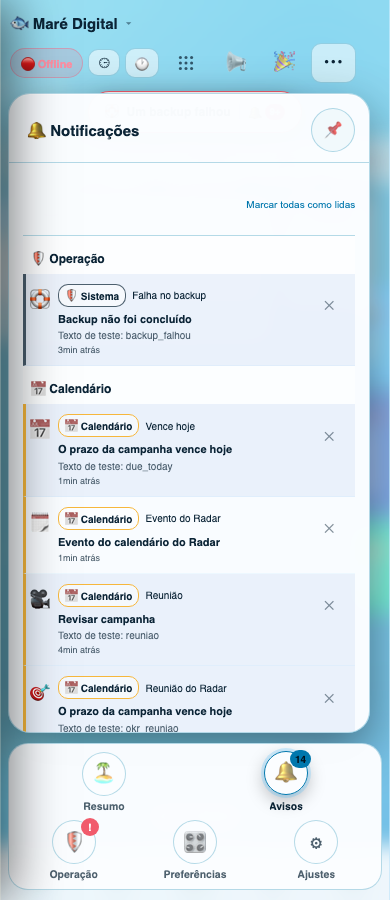 Maré Digital
Offline
Notificações
Marcar todas como lidas
Operação
Sistema Falha no backup
Backup não foi concluído
Texto de teste: backup_falhou
3min atrás
Calendário
Calendário Vence hoje
O prazo da campanha vence hoje
Texto de teste: due_today
1min atrás
Calendário Evento do Radar
Evento do calendário do Radar
1min atrás
Calendário Reunião
Revisar campanha
Texto de teste: reuniao
4min atrás
Calendário Reunião do Radar
O prazo da campanha vence hoje
Texto de teste: okr_reuniao
14
Resumo
Avisos
Operação
Preferências
Ajustes